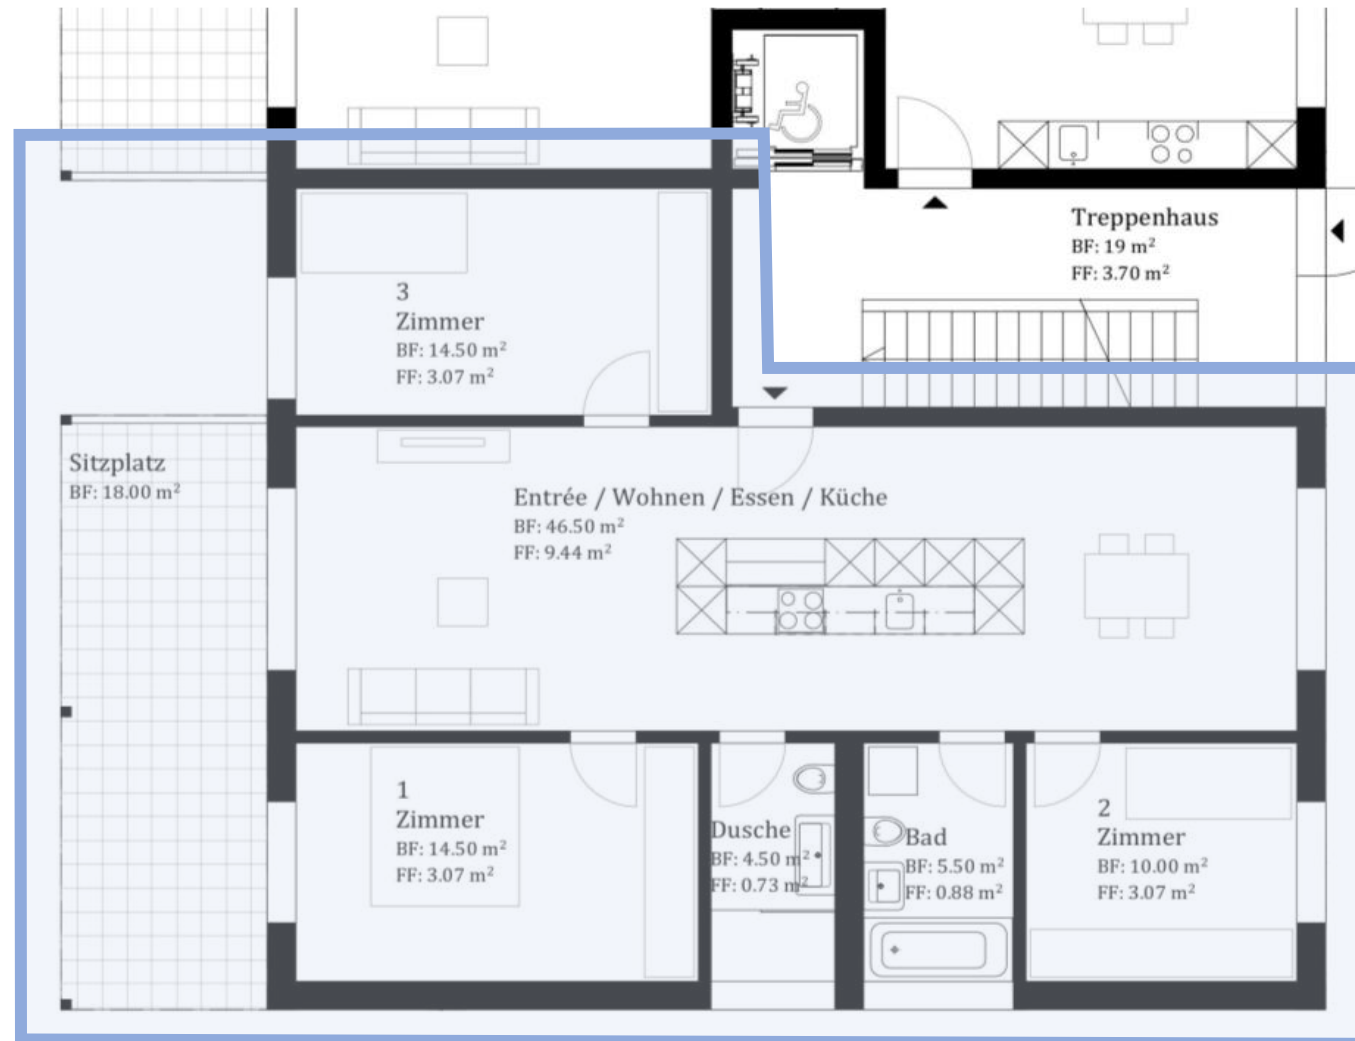 Treppenhaus
BF: 19 m²
FF: 3.70 m²
3
Zimmer
BF: 14.50 m²
FF: 3.07 m²
Sitzplatz
BF: 18.00 m²
Entrée / Wohnen / Essen / Küche
BF: 46.50 m²
FF: 9.44 m²
1
Zimmer
BF: 14.50 m²
FF: 3.07 m²
Dusche
BF: 4.50 m²
FF: 0.73 m²
Bad
BF: 5.50 m²
FF: 0.88 m²
2
Zimmer
BF: 10.00 m²
FF: 3.07 m²